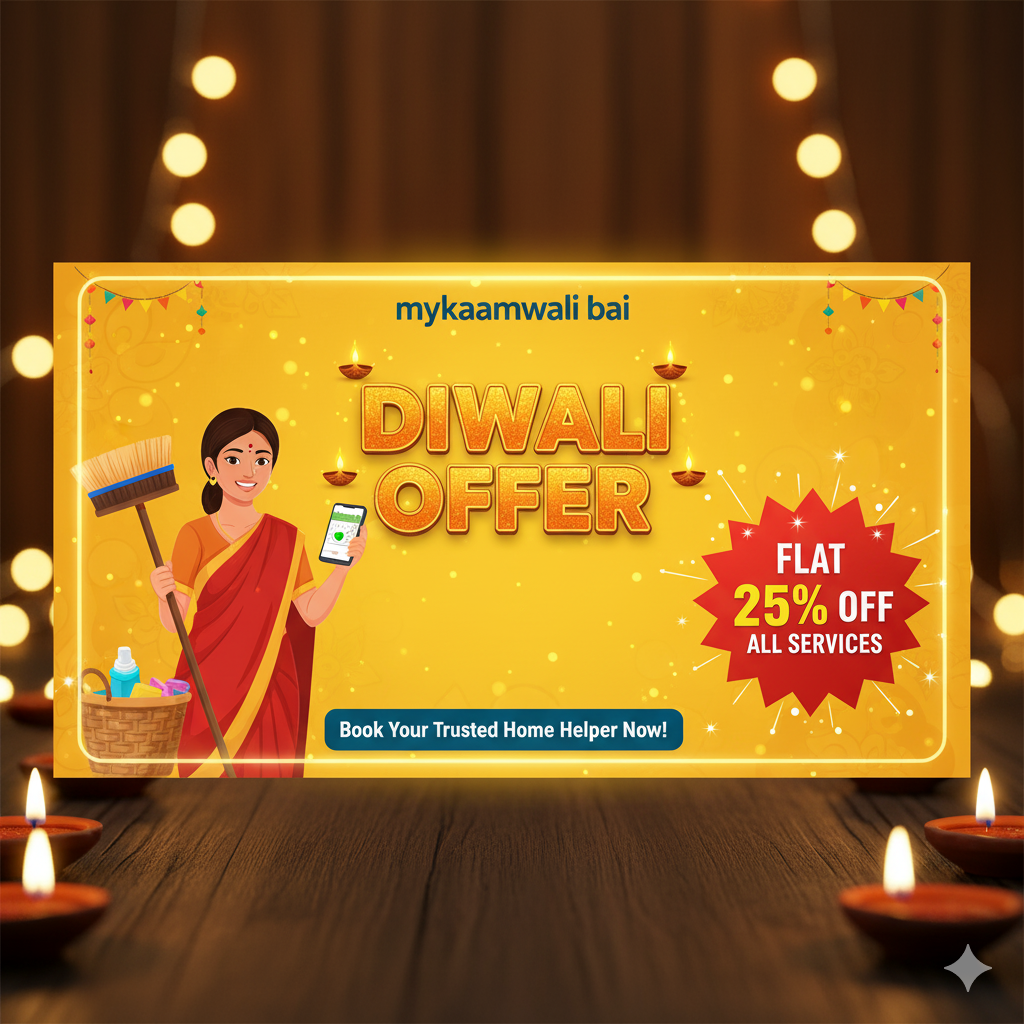 mykaamwali bai
DIWALI
OFFER
FLAT
25% OFF
ALL SERVICES
Book Your Trusted Home Helper Now!